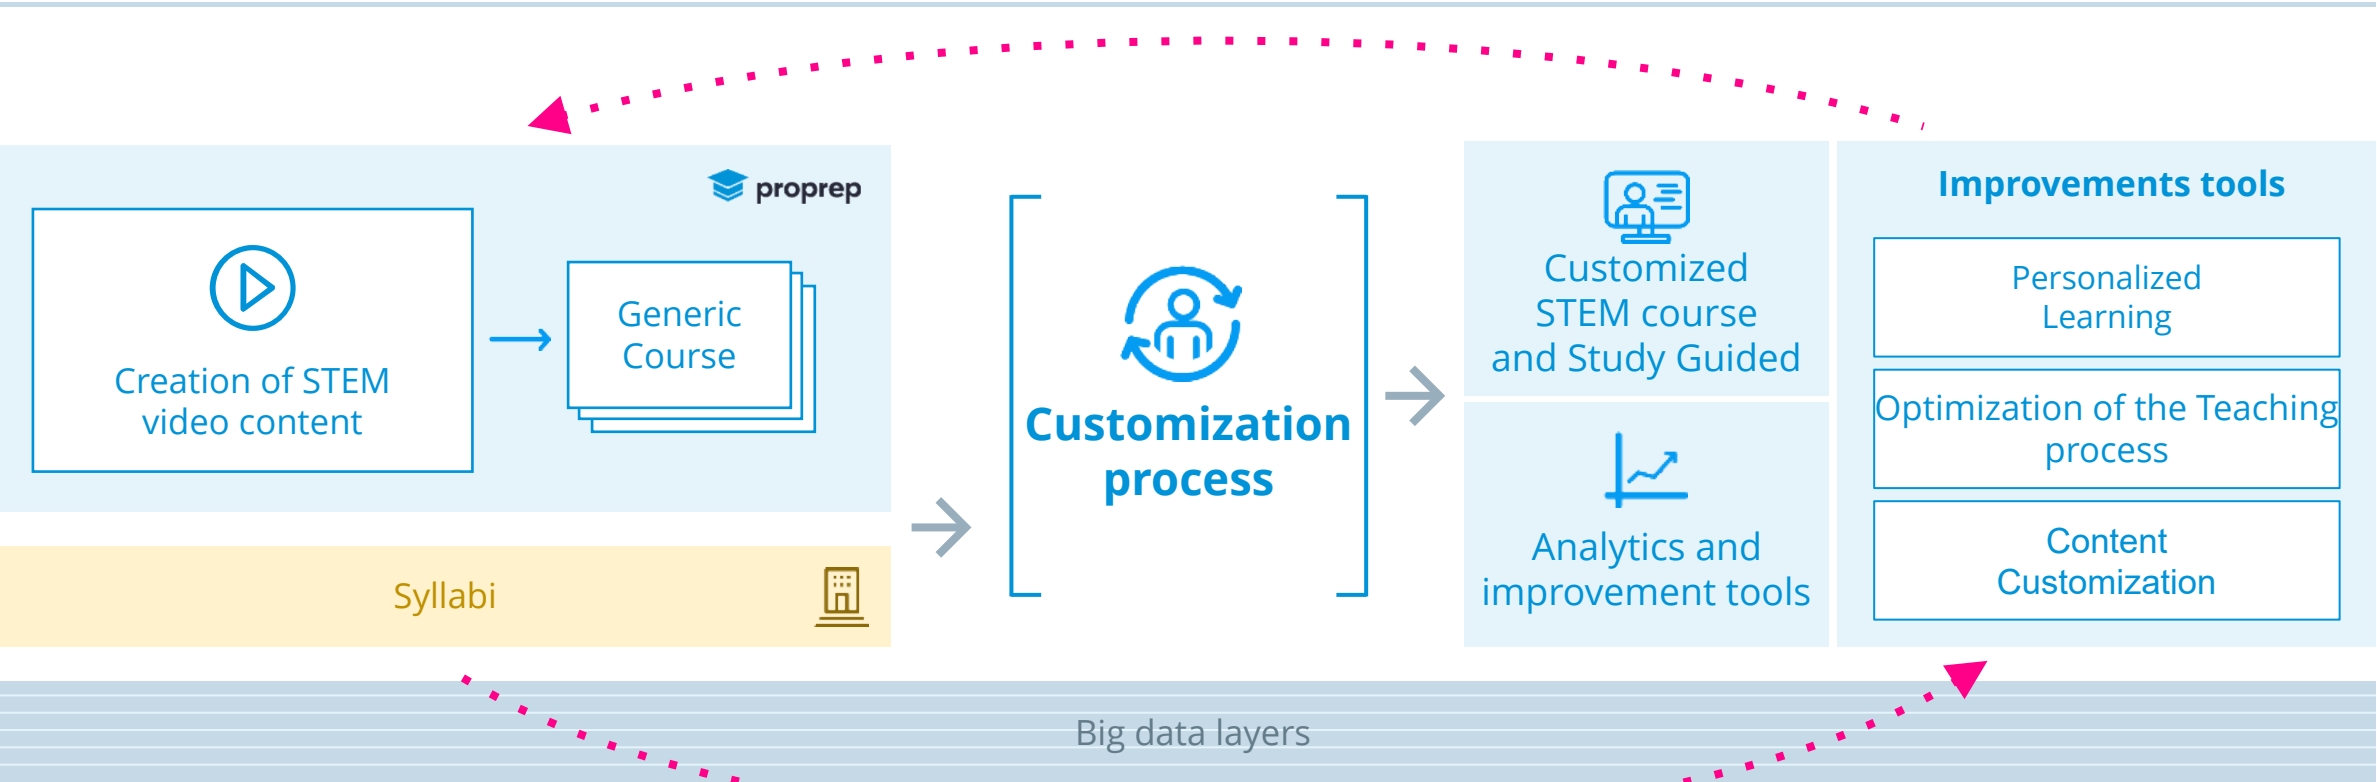 proprep
Creation of STEM
video content
Generic
Course
Syllabi
Customization
process
Customized
STEM course
and Study Guided
Analytics and
improvement tools
Improvements tools
Personalized
Learning
Optimization of the Teaching
process
Content
Customization
Big data layers